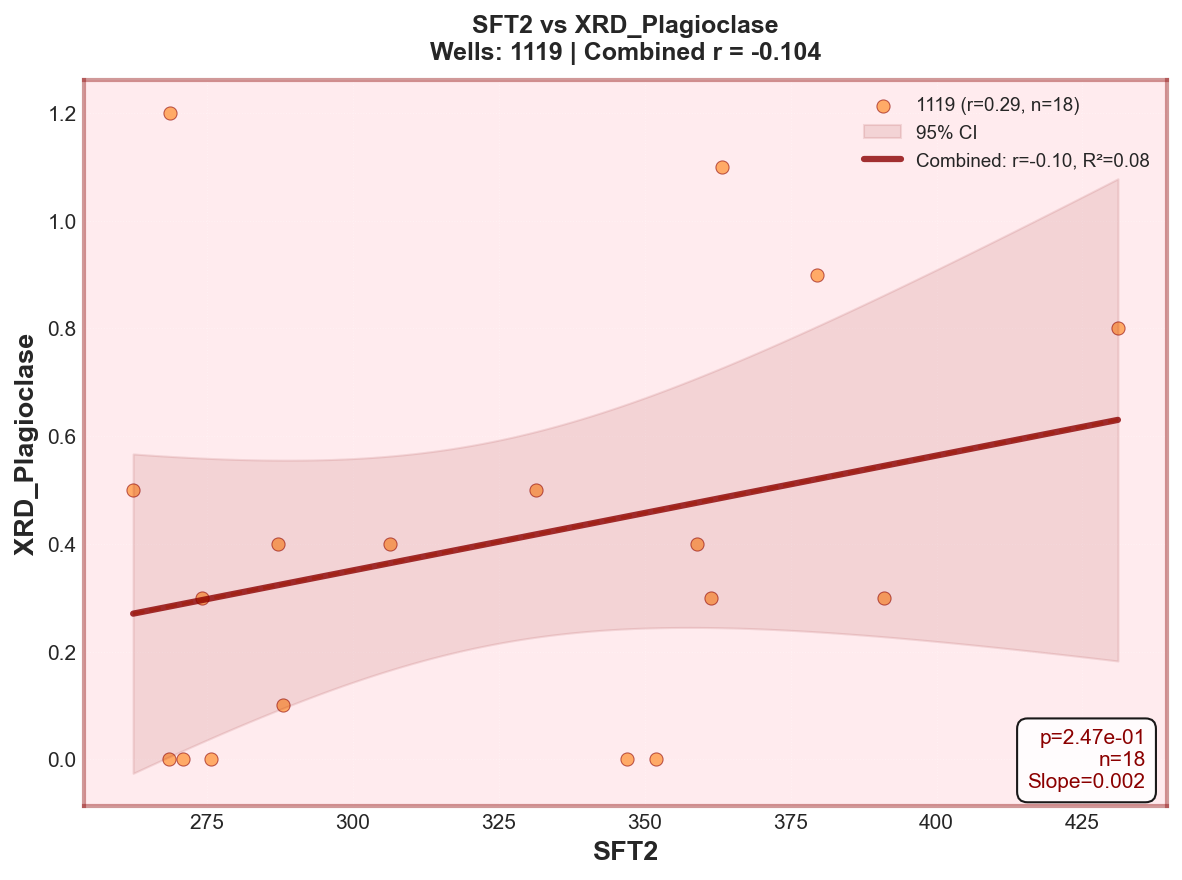 SFT2 vs XRD_Plagioclase
Wells: 1119 | Combined r = -0.104
1119 (r=0.29, n=18)
95% CI
Combined: r=-0.10, R²=0.08
XRD_Plagioclase
1.2
1.0
0.8
0.6
0.4
0.2
0.0
p=2.47e-01
n=18
Slope=0.002
275
300
325
350
375
400
425
SFT2